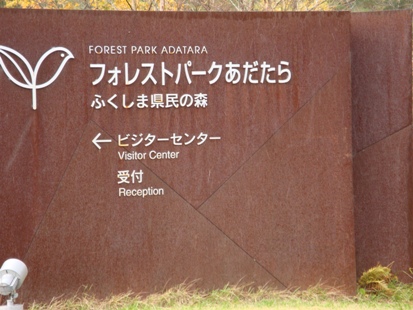 FOREST PARK ADATARA
フォレストパークあだたら
ふくしま県民の森
← ビジターセンター
Visitor Center
受付
Reception